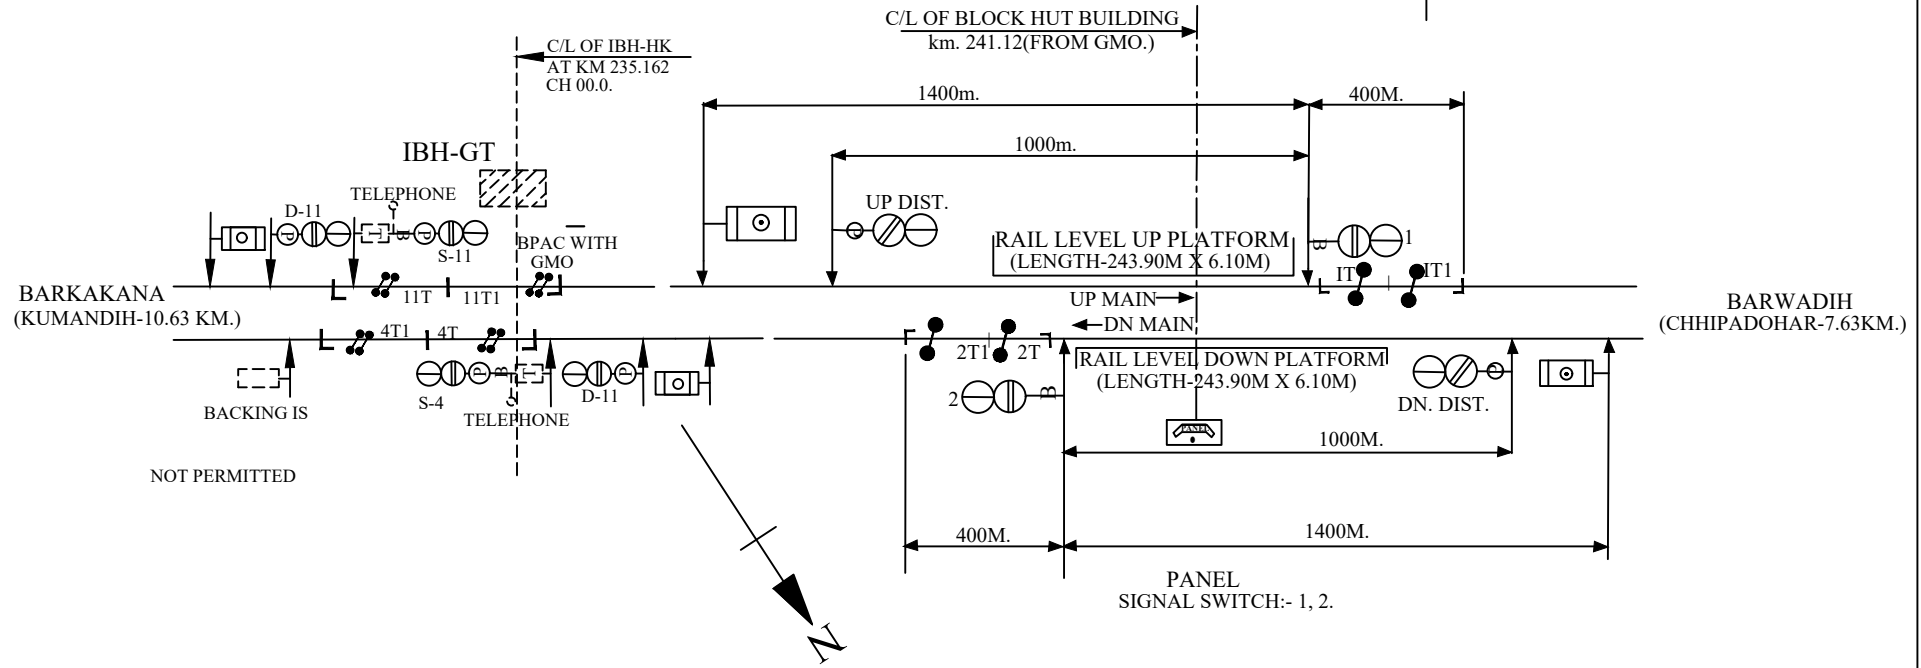 C/L OF BLOCK HUT BUILDING
km. 241.12(FROM GMO.)
C/L OF IBH-HK
AT KM 235.162
CH 00.0.
1400m.
400M.
1000m.
IBH-GT
TELEPHONE
D-11
P
T
B
P
S-11
BPAC WITH
GMO
UP DIST.
P
RAIL LEVEL UP PLATFORM
(LENGTH-243.90M X 6.10M)
B
1
IT
IT1
11T
11T1
BARKAKANA
(KUMANDIH-10.63 KM.)
UP MAIN
DN MAIN
BARWADIH
(CHHIPADOHAR-7.63KM.)
4T1
4T
2T1
2T
RAIL LEVEL DOWN PLATFORM
(LENGTH-243.90M X 6.10M)
P
B
T
P
S-4
D-11
TELEPHONE
BACKING IS
NOT PERMITTED
2
B
P
DN. DIST.
PANEL
1000M.
400M.
1400M.
PANEL
SIGNAL SWITCH:- 1, 2.
N